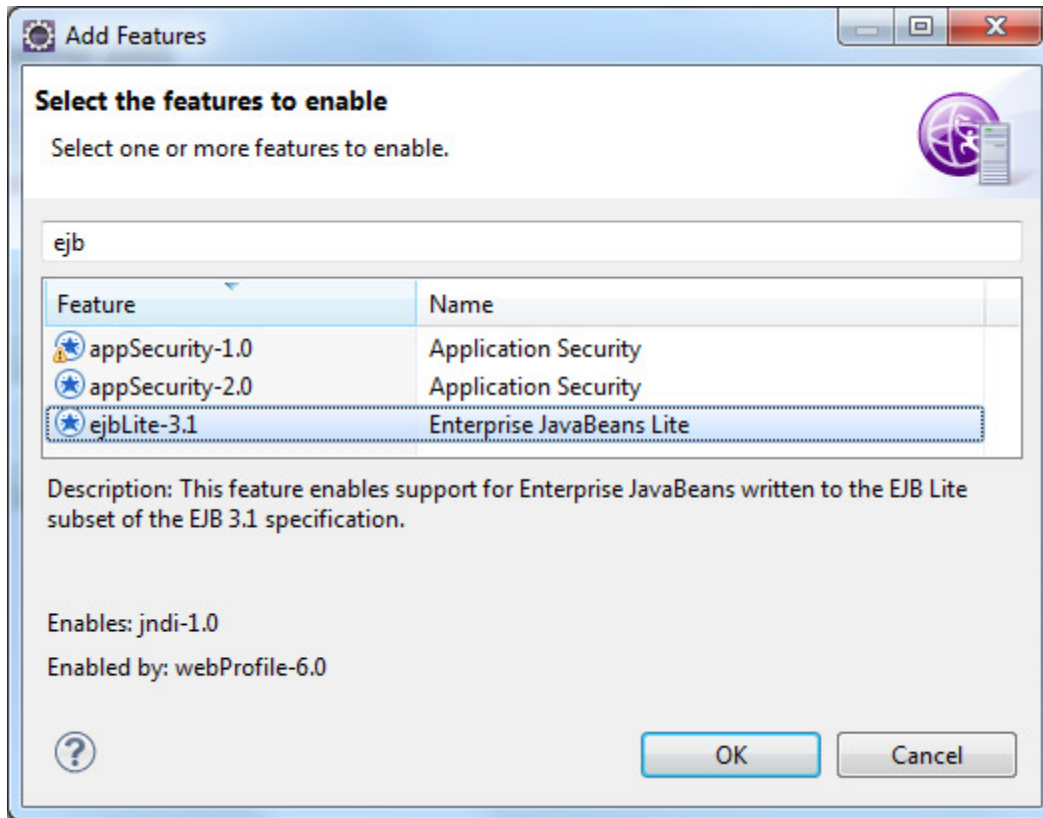 Add Features
Select the features to enable
Select one or more features to enable.
ejb
Feature Name
appSecurity-1.0 Application Security
appSecurity-2.0 Application Security
ejbLite-3.1 Enterprise JavaBeans Lite
Description: This feature enables support for Enterprise JavaBeans written to the EJB Lite
subset of the EJB 3.1 specification.
Enables: jndi-1.0
Enabled by: webProfile-6.0
? OK Cancel